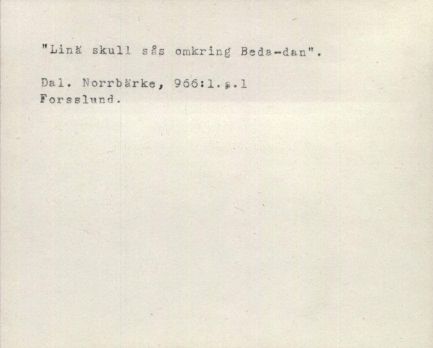 "Linä skull sås omkring Beda-dan".
Dal. Norrbärke, 966:1.s.1
Forsslund.